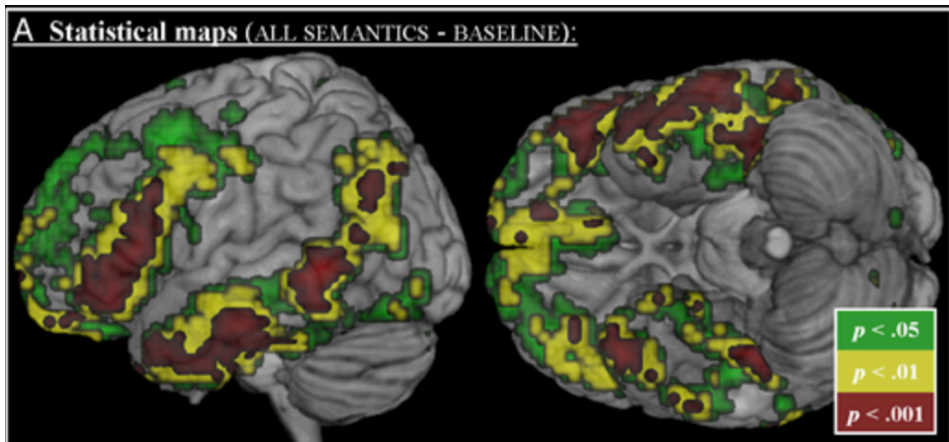 A Statistical maps (ALL SEMANTICS - BASELINE):
p < .05
p < .01
p < .001